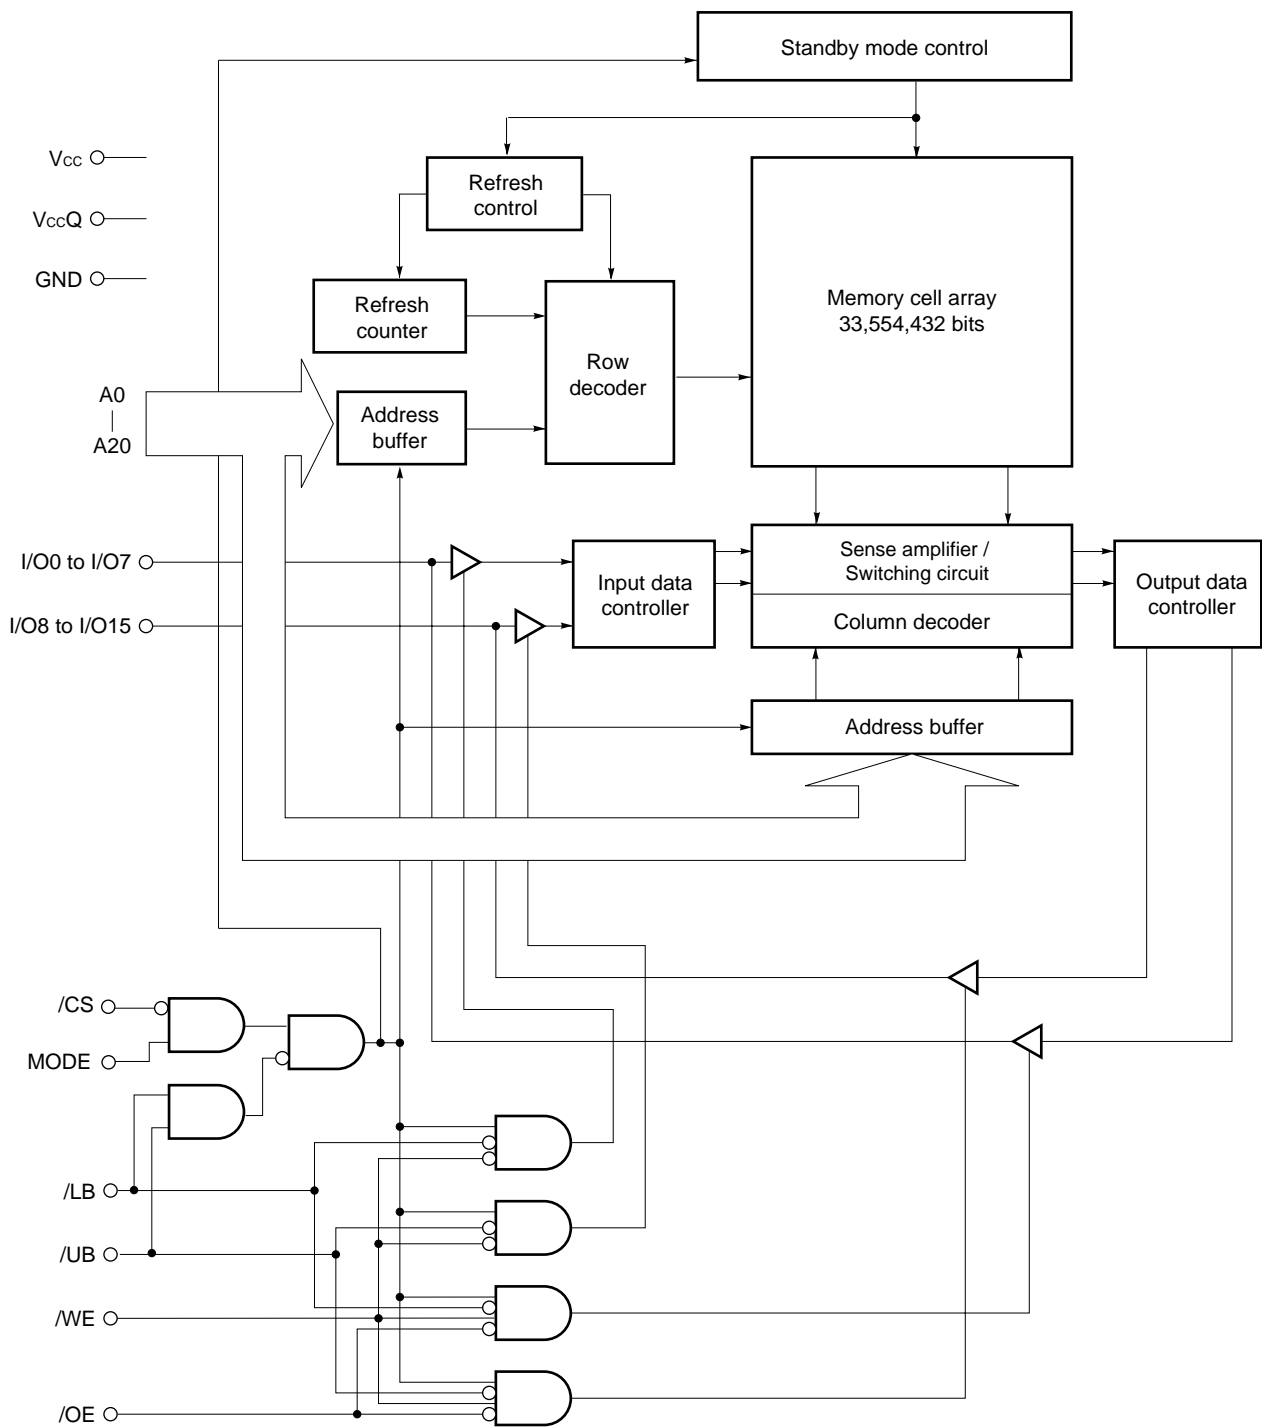 Standby mode control
VCC
Refresh
control
VCCQ
GND
Memory cell array
33,554,432 bits
Refresh
counter
Row
decoder
A0
A20
Address
buffer
I/O0 to I/O7
Sense amplifier /
Switching circuit
Input data
controller
Output data
controller
I/O8 to I/O15
Column decoder
Address buffer
/CS
MODE
/LB
/UB
/WE
/OE